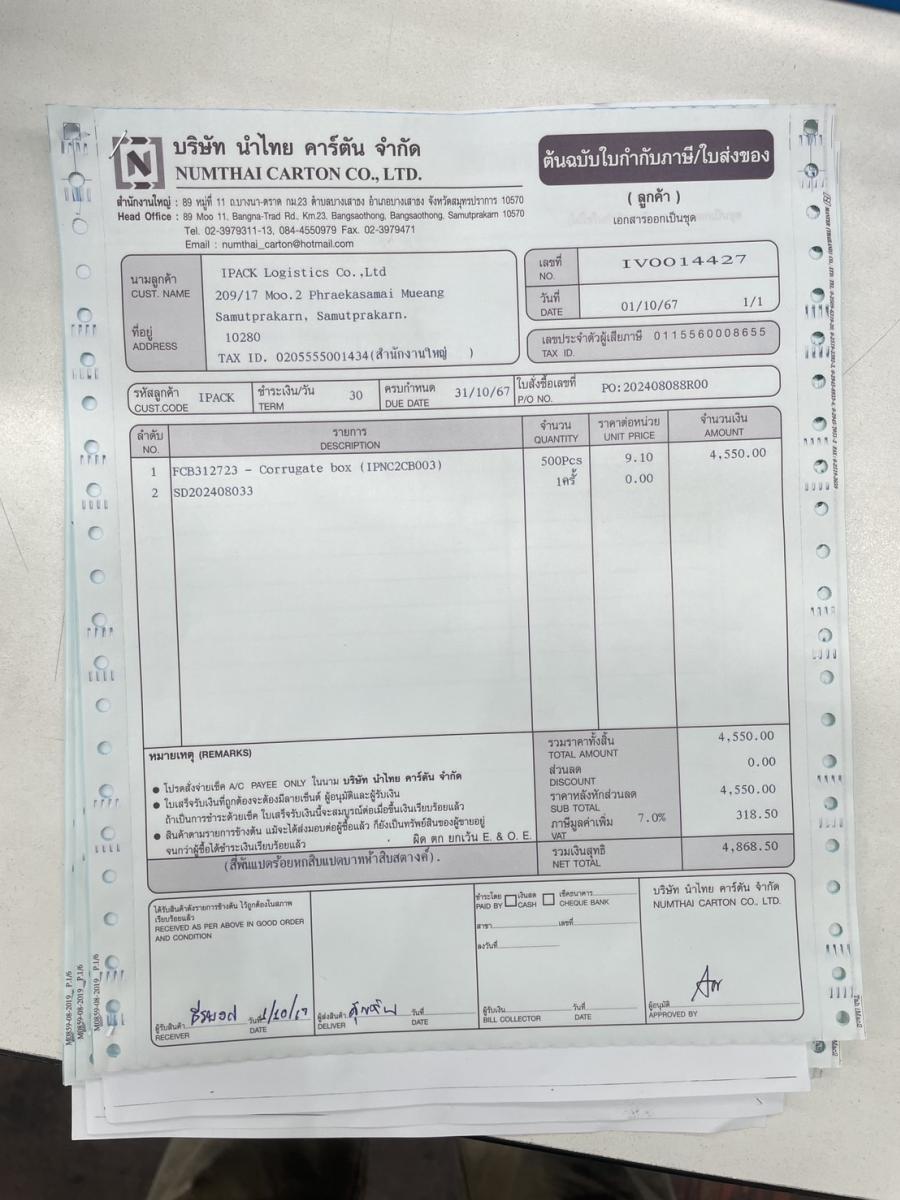 N
บริษัท นำไทย คาร์ตัน จำกัด
NUMTHAI CARTON CO., LTD.
ต้นฉบับใบกำกับภาษี/ใบส่งของ
( ลูกค้า )
เอกสารออกเป็นชุด
สำนักงานใหญ่ : 89 หมู่ที่ 11 ถ.บางนา-ตราด กม.23 ตำบลบางเสาธง อำเภอบางเสาธง จังหวัดสมุทรปราการ 10570
Head Office : 89 Moo 11, Bangna-Trad Rd., Km.23, Bangsaothong, Bangsaothong, Samutprakarn 10570
Tel. 02-3979311-13, 084-4550979 Fax. 02-3979471
Email : numthai_carton@hotmail.com
นามลูกค้า IPACK Logistics Co.,Ltd
CUST. NAME 209/17 Moo.2 Phraekasamai Mueang
Samutprakarn, Samutprakarn.
ที่อยู่ 10280
ADDRESS TAX ID. 0205555001434(สำนักงานใหญ่ )
เลขที่ IV0014427
NO.
วันที่ 01/10/67 1/1
DATE
เลขประจำตัวผู้เสียภาษี 0115560008655
TAX ID.
รหัสลูกค้า IPACK ชำระเงิน/วัน 30 ครบกำหนด 31/10/67 ใบสั่งซื้อเลขที่ PO:202408088R00
CUST.CODE TERM DUE DATE P/O NO.
ลำดับ รายการ จำนวน ราคาต่อหน่วย จำนวนเงิน
NO. DESCRIPTION QUANTITY UNIT PRICE AMOUNT
1 FCB312723 - Corrugate box (IPNC2CB003) 500Pcs 9.10 4,550.00
2 SD202408033 1ครั้ 0.00
หมายเหตุ (REMARKS)
● โปรดสั่งจ่ายเช็ค A/C PAYEE ONLY ในนาม บริษัท นำไทย คาร์ตัน จำกัด
● ใบเสร็จรับเงินที่ถูกต้องจะต้องมีลายเซ็นต์ ผู้อนุมัติและผู้รับเงิน
ถ้าเป็นการชำระด้วยเช็ค ใบเสร็จรับเงินนี้จะสมบูรณ์ต่อเมื่อขึ้นเงินเรียบร้อยแล้ว
● สินค้าตามรายการข้างต้น แม้จะได้ส่งมอบต่อผู้ซื้อแล้ว ก็ยังเป็นทรัพย์สินของผู้ขายอยู่
จนกว่าผู้ซื้อได้ชำระเงินเรียบร้อยแล้ว ผิด ตก ยกเว้น E. & O. E.
รวมราคาทั้งสิ้น 4,550.00
TOTAL AMOUNT
ส่วนลด 0.00
DISCOUNT
ราคาหลังหักส่วนลด 4,550.00
SUB TOTAL
ภาษีมูลค่าเพิ่ม 7.0% 318.50
VAT
(สี่พันแปดร้อยหกสิบแปดบาทห้าสิบสตางค์).
รวมเงินสุทธิ 4,868.50
NET TOTAL
ได้รับสินค้าดังรายการข้างต้น ไว้ถูกต้องในสภาพ
เรียบร้อยแล้ว
RECEIVED AS PER ABOVE IN GOOD ORDER
AND CONDITION
ผู้รับสินค้า วันที่ 1/10/67
RECEIVER DATE
ผู้ส่งสินค้า วันที่
DELIVER DATE
ชำระโดย เงินสด เช็คธนาคาร
PAID BY CASH CHEQUE BANK
สาขา เลขที่
ลงวันที่
ผู้รับเงิน วันที่
BILL COLLECTOR DATE
บริษัท นำไทย คาร์ตัน จำกัด
NUMTHAI CARTON CO., LTD.
ผู้อนุมัติ
APPROVED BY
M0859-08-2019_ P.1/6
M0859-08-2019_ P.1/6
M0859-08-2019_ P.1/6